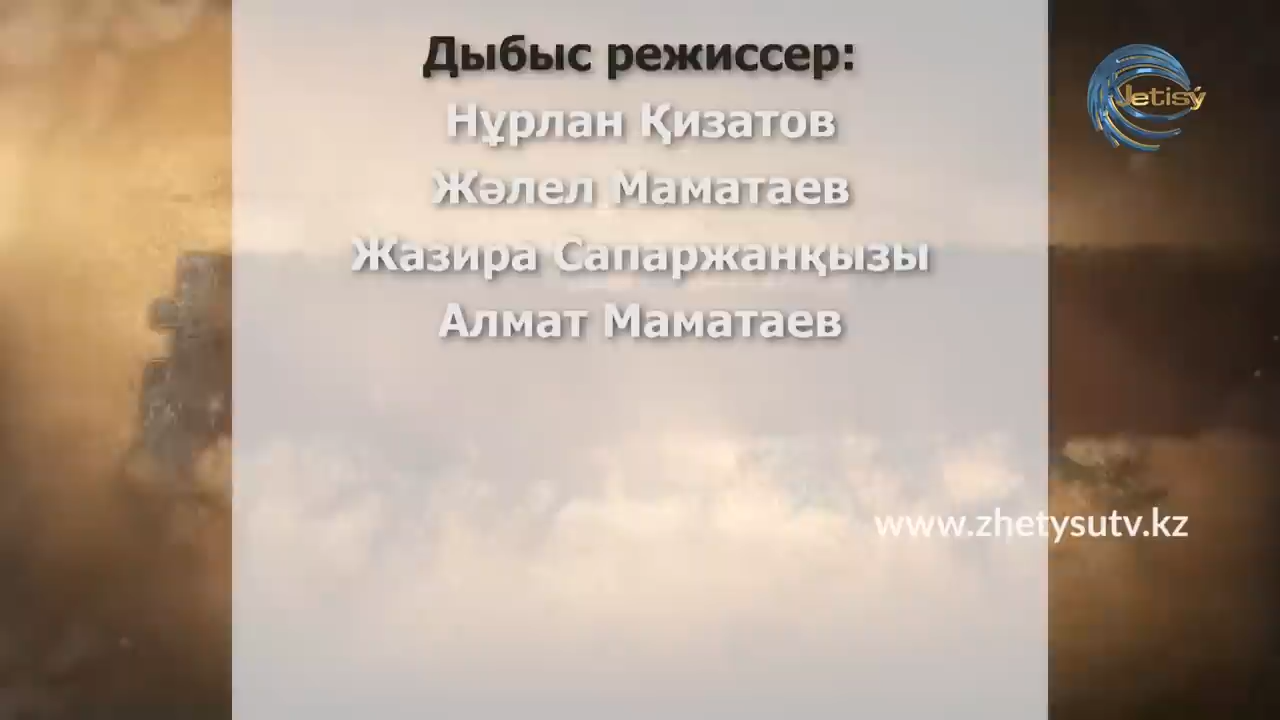 Дыбыс режиссер:
Jetisý
Нұрлан Қизатов
Жәлел Маматаев
Жазира Сапаржанқызы
Алмат Маматаев
www.zhetysutv.kz